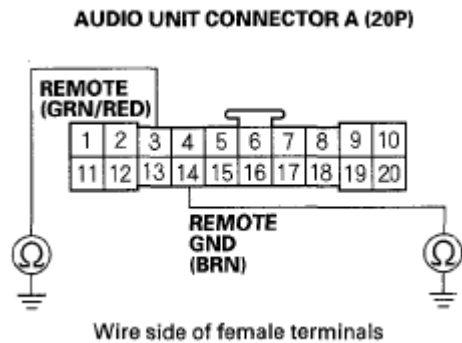 AUDIO UNIT CONNECTOR A (20P)
REMOTE
(GRN/RED)
1 2 3 4 5 6 7 8 9 10
11 12 13 14 15 16 17 18 19 20
REMOTE
GND
(BRN)
Ω Ω
Wire side of female terminals